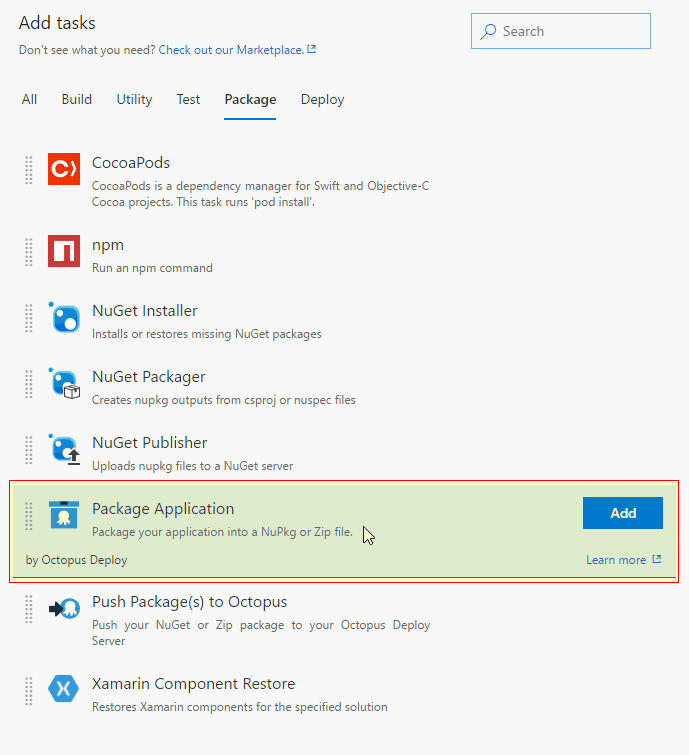 Add tasks
Don't see what you need? Check out our Marketplace.
Search
All Build Utility Test Package Deploy
CocoaPods
CocoaPods is a dependency manager for Swift and Objective-C
Cocoa projects. This task runs 'pod install'.
npm
Run an npm command
NuGet Installer
Installs or restores missing NuGet packages
NuGet Packager
Creates nupkg outputs from csproj or nuspec files
NuGet Publisher
Uploads nupkg files to a NuGet server
Package Application
Package your application into a NuPkg or Zip file.
Add
by Octopus Deploy
Learn more
Push Package(s) to Octopus
Push your NuGet or Zip package to your Octopus Deploy
Server
Xamarin Component Restore
Restores Xamarin components for the specified solution